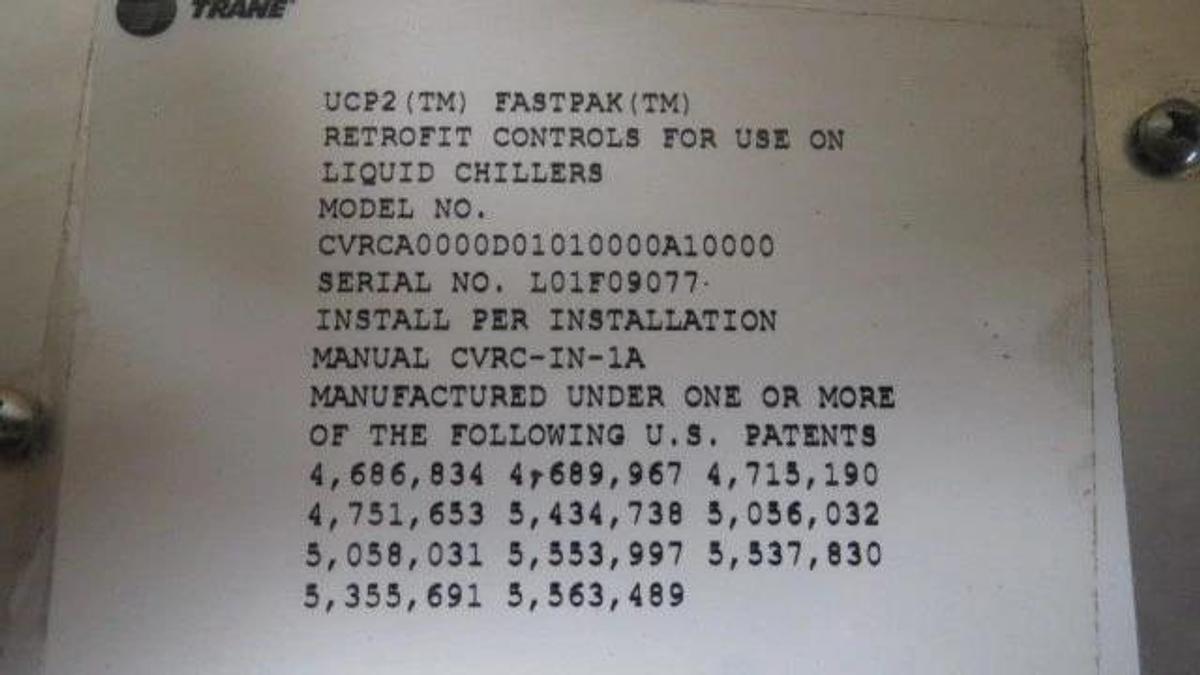 TRANE
UCP2(TM) FASTPAK(TM)
RETROFIT CONTROLS FOR USE ON
LIQUID CHILLERS
MODEL NO.
CVRCA0000D01010000A10000
SERIAL NO. L01F09077
INSTALL PER INSTALLATION
MANUAL CVRC-IN-1A
MANUFACTURED UNDER ONE OR MORE
OF THE FOLLOWING U.S. PATENTS
4,686,834 4,689,967 4,715,190
4,751,653 5,434,738 5,056,032
5,058,031 5,553,997 5,537,830
5,355,691 5,563,489